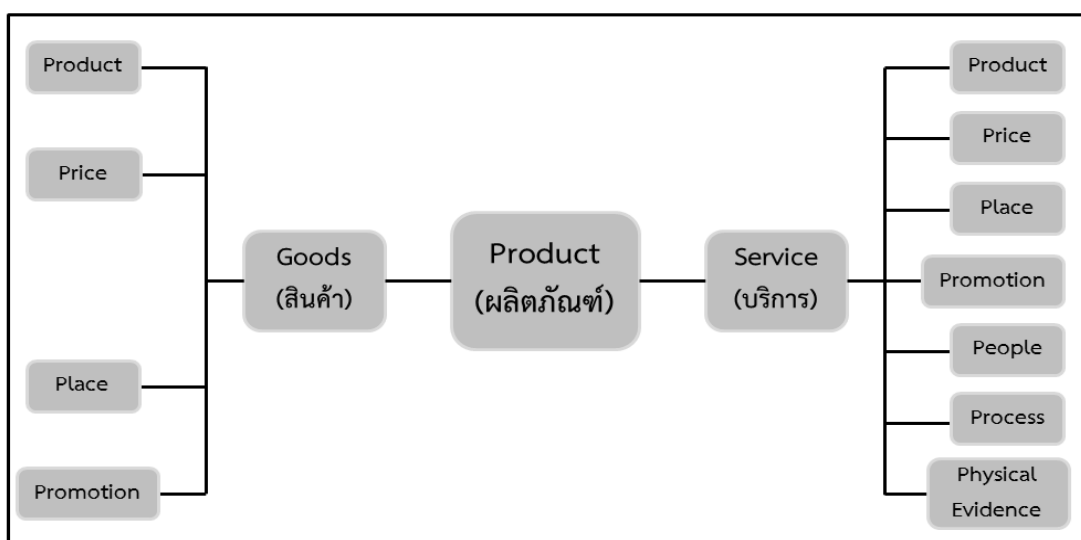 Product
Price
Place
Promotion
Goods
(สินค้า)
Product
(ผลิตภัณฑ์)
Service
(บริการ)
Product
Price
Place
Promotion
People
Process
Physical
Evidence